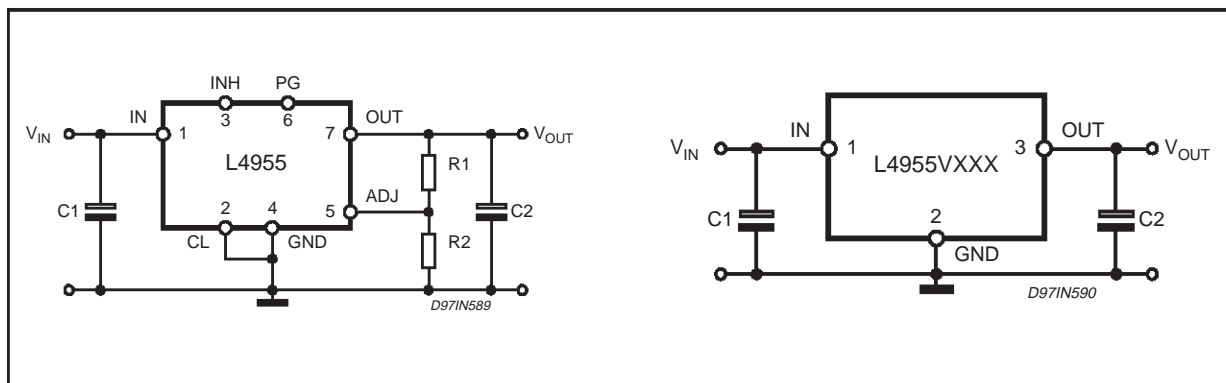 INH PG
3 6
IN OUT
V_IN 1 7 V_OUT
L4955 R1
ADJ
C1 2 4 5 C2
CL GND R2
D97IN589
IN OUT
V_IN 1 3 V_OUT
L4955VXXX
C1 2 C2
GND
D97IN590